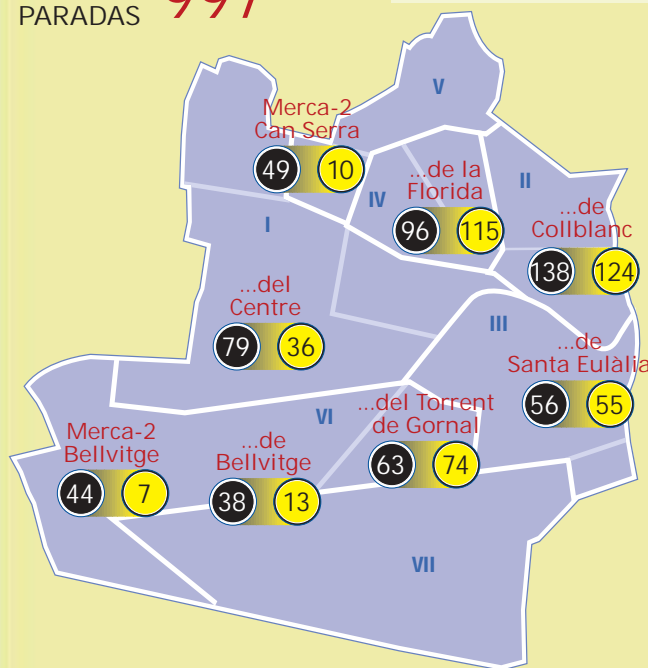 PARADAS 997
V
Merca-2
Can Serra
49 10
...de la
Florida
96 115
IV
II
...de
Collblanc
138 124
I
...del
Centre
79 36
III
...de
Santa Eulàlia
56 55
VI
...del Torrent
de Gornal
63 74
Merca-2
Bellvitge
44 7
...de
Bellvitge
38 13
VII